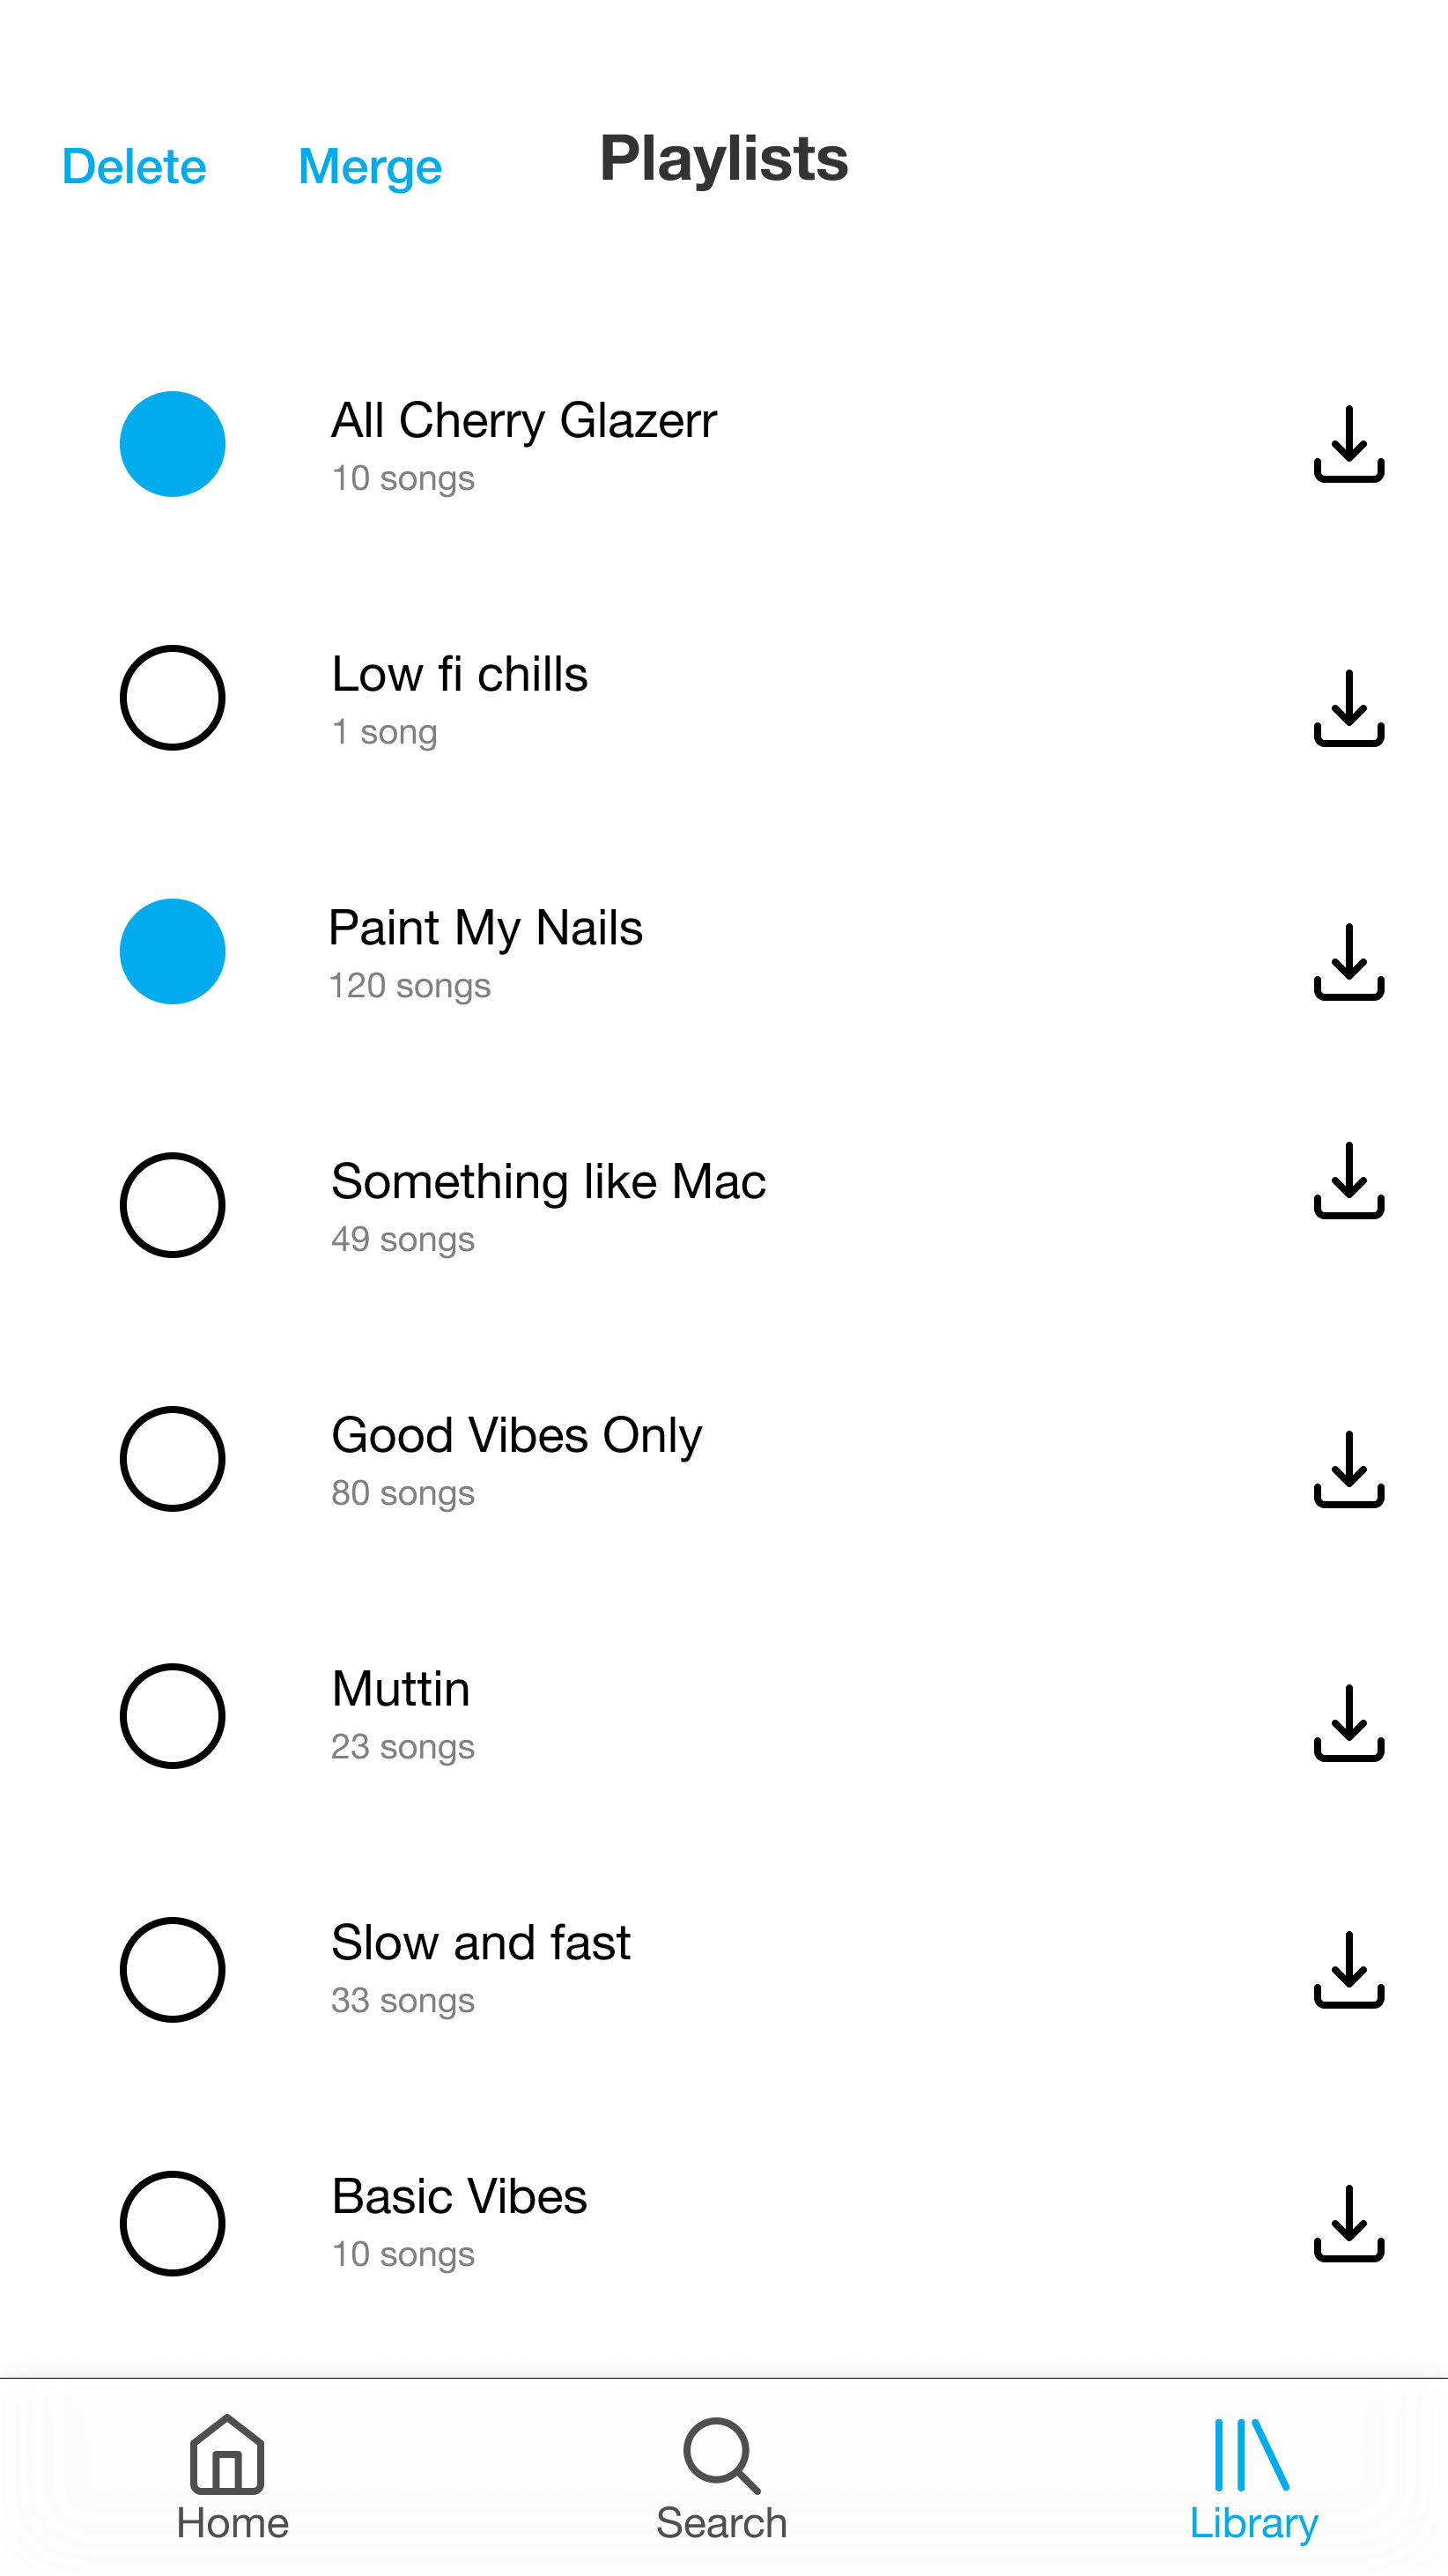 Delete Merge Playlists
All Cherry Glazerr
10 songs
Low fi chills
1 song
Paint My Nails
120 songs
Something like Mac
49 songs
Good Vibes Only
80 songs
Muttin
23 songs
Slow and fast
33 songs
Basic Vibes
10 songs
Home Search Library